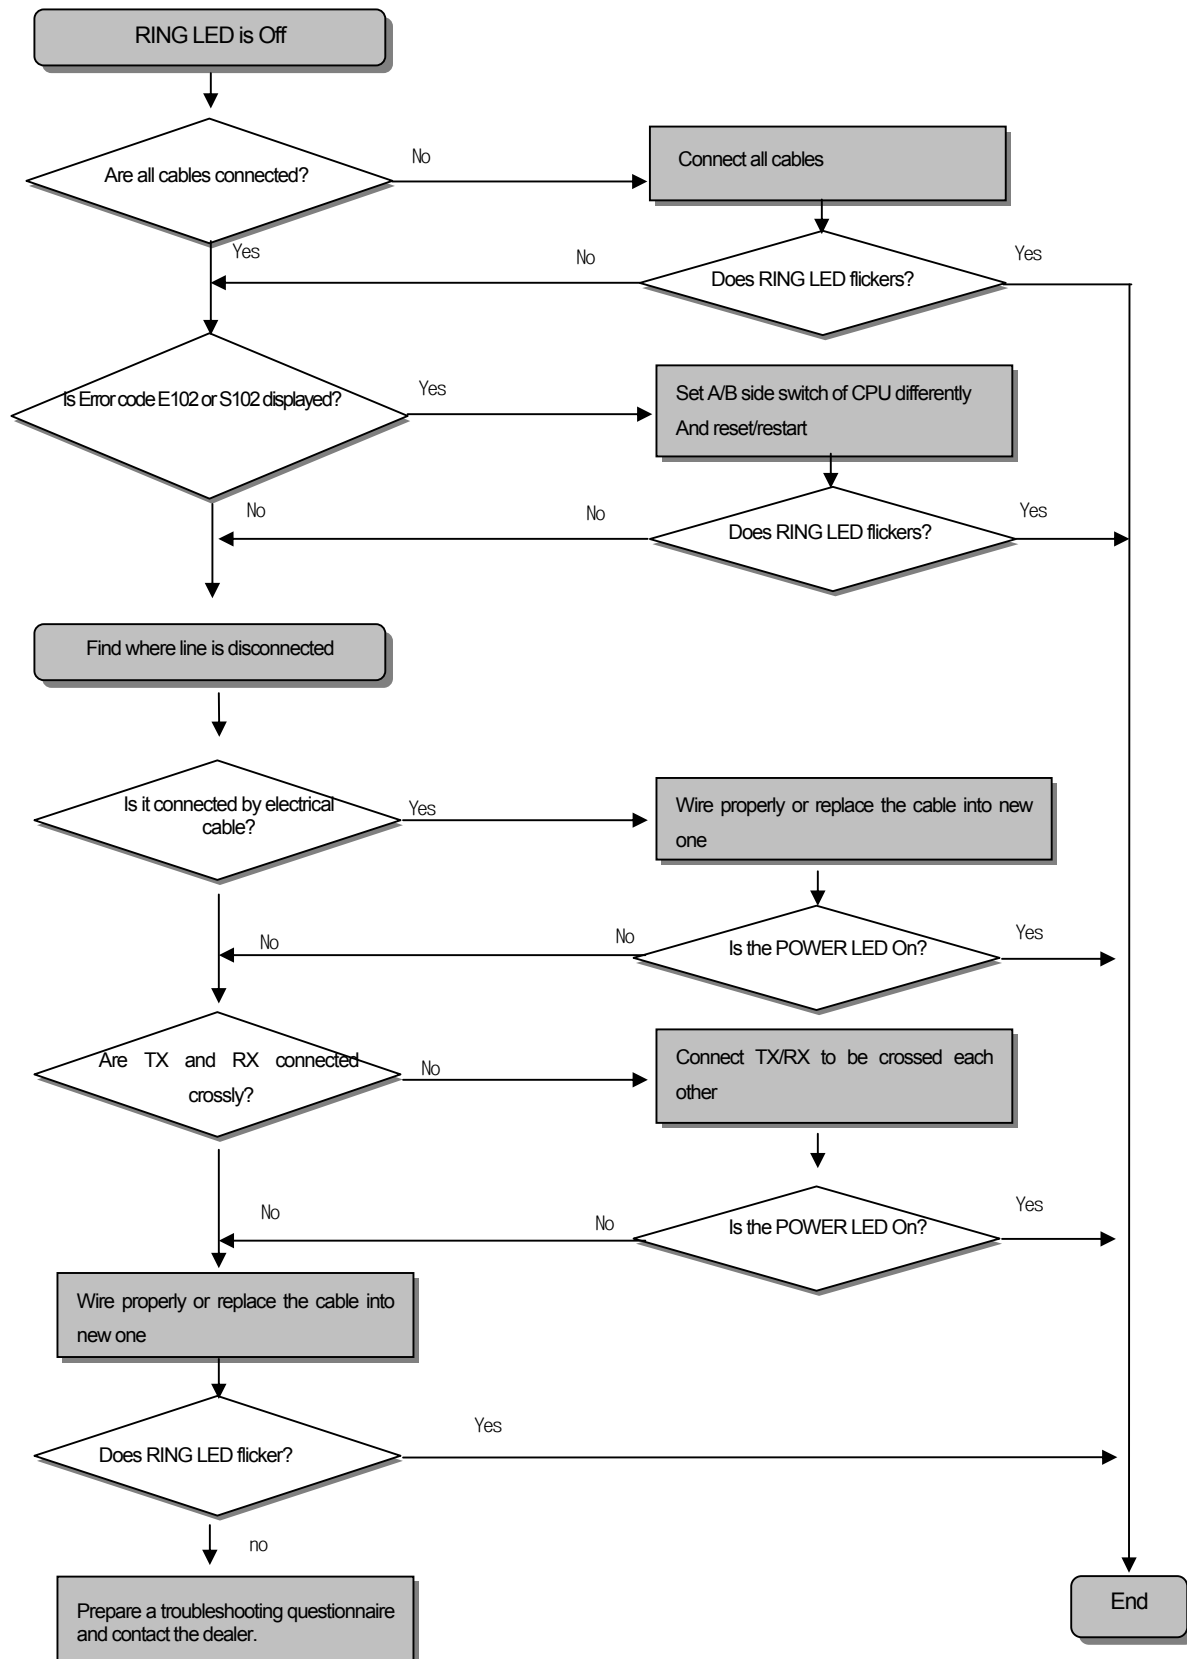 RING LED is Off
Are all cables connected?
No
Connect all cables
Yes
No
Does RING LED flickers?
Yes
Is Error code E102 or S102 displayed?
Yes
Set A/B side switch of CPU differently
And reset/restart
No
No
Does RING LED flickers?
Yes
Find where line is disconnected
Is it connected by electrical
cable?
Yes
Wire properly or replace the cable into new
one
No
No
Is the POWER LED On?
Yes
Are TX and RX connected
crossly?
No
Connect TX/RX to be crossed each
other
No
No
Is the POWER LED On?
Yes
Wire properly or replace the cable into
new one
Does RING LED flicker?
Yes
no
Prepare a troubleshooting questionnaire
and contact the dealer.
End